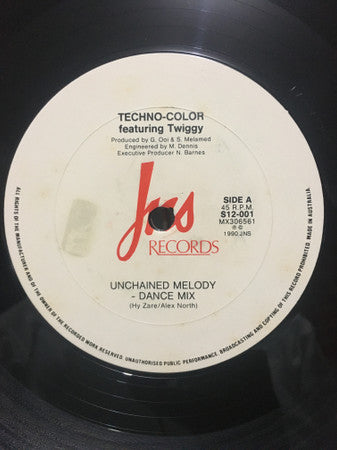 TECHNO-COLOR
featuring Twiggy
Produced by G. Ooi & S. Melamed
Engineered by M. Dennis
Executive Producer N. Barnes
Jns
RECORDS
SIDE A
45 R.P.M
S12-001
MX306561
℗ ©
1990 JNS
UNCHAINED MELODY
- DANCE MIX
(Hy Zare/Alex North)
ALL RIGHTS OF THE MANUFACTURER AND OF THE OWNER OF THE RECORDED WORK RESERVED. UNAUTHORISED PUBLIC PERFORMANCE, BROADCASTING AND COPYING OF THIS RECORD PROHIBITED. MADE IN AUSTRALIA.